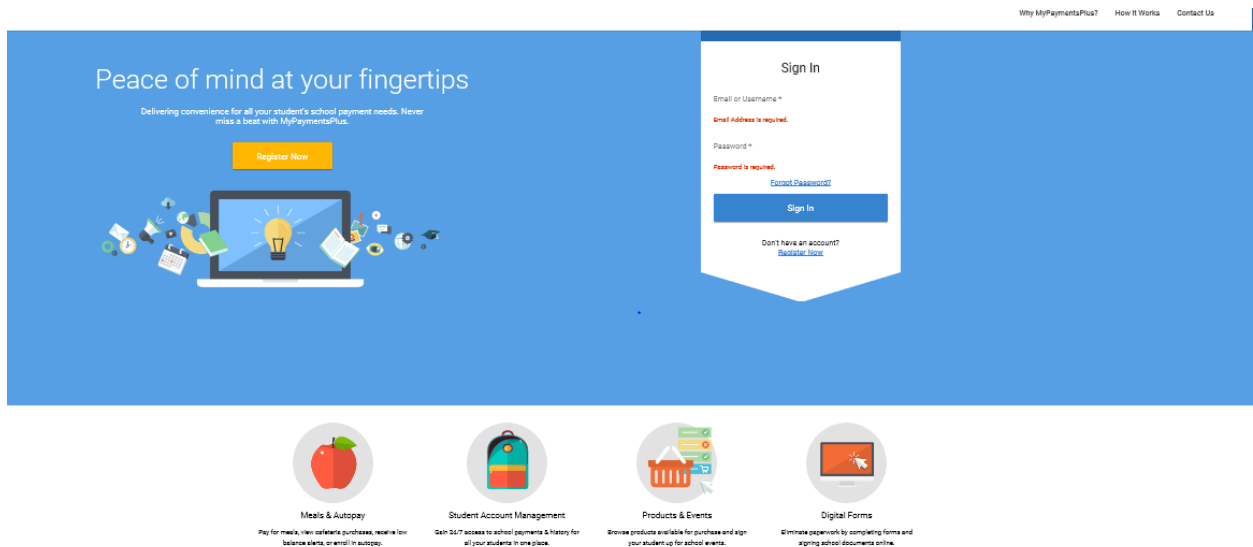 Why MyPaymentsPlus? How It Works Contact Us
Peace of mind at your fingertips
Delivering convenience for all your student's school payment needs. Never
miss a beat with MyPaymentsPlus.
Register Now
Sign In
Email or Username *
Email Address is required.
Password *
Password is required.
Forgot Password?
Sign In
Don't have an account?
Register Now
Meals & Autopay
Pay for meals, view cafeteria purchases, receive low
balance alerts, or enroll in autopay.
Student Account Management
Gain 24/7 access to school payments & history for
all your students in one place.
Products & Events
Browse products available for purchase and sign
your student up for school events.
Digital Forms
Eliminate paperwork by completing forms and
signing school documents online.